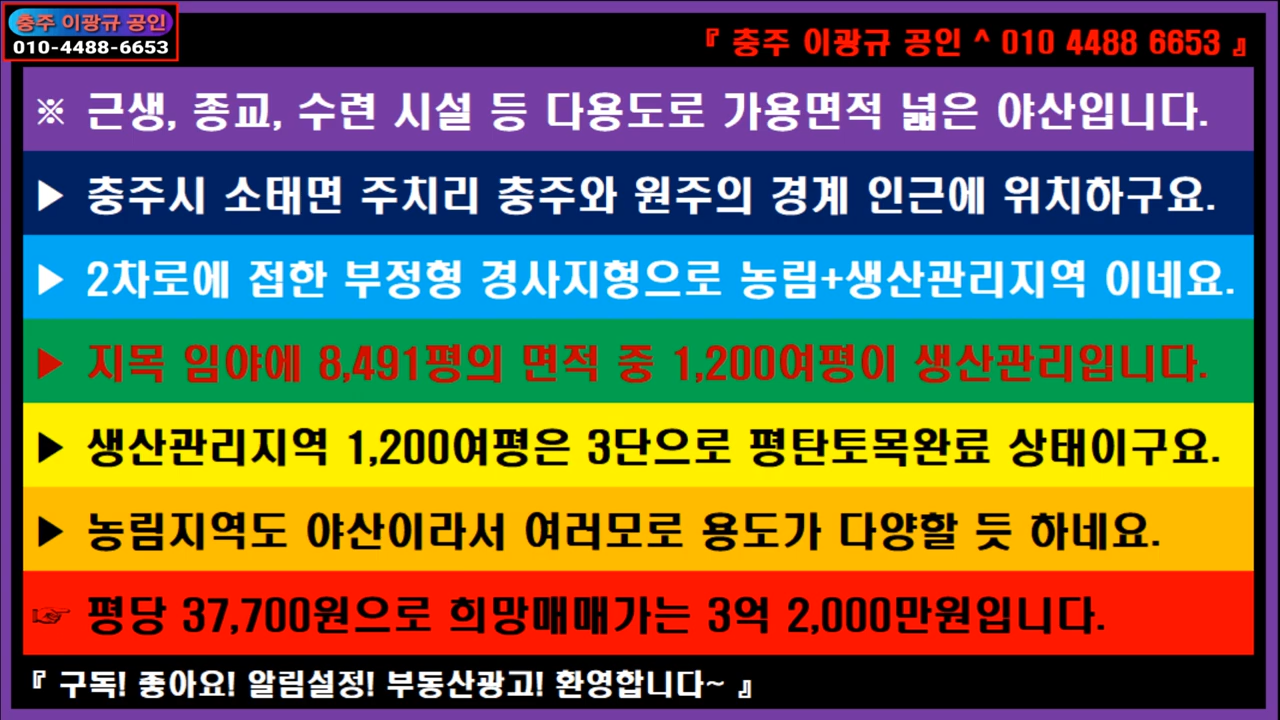 충주 이광규 공인
010-4488-6653
『 충주 이광규 공인 ^ 010 4488 6653 』
※ 근생, 종교, 수련 시설 등 다용도로 가용면적 넓은 야산입니다.
▶ 충주시 소태면 주치리 충주와 원주의 경계 인근에 위치하구요.
▶ 2차로에 접한 부정형 경사지형으로 농림+생산관리지역 이네요.
▶ 지목 임야에 8,491평의 면적 중 1,200여평이 생산관리입니다.
▶ 생산관리지역 1,200여평은 3단으로 평탄토목완료 상태이구요.
▶ 농림지역도 야산이라서 여러모로 용도가 다양할 듯 하네요.
☞ 평당 37,700원으로 희망매매가는 3억 2,000만원입니다.
『 구독! 좋아요! 알림설정! 부동산광고! 환영합니다~ 』